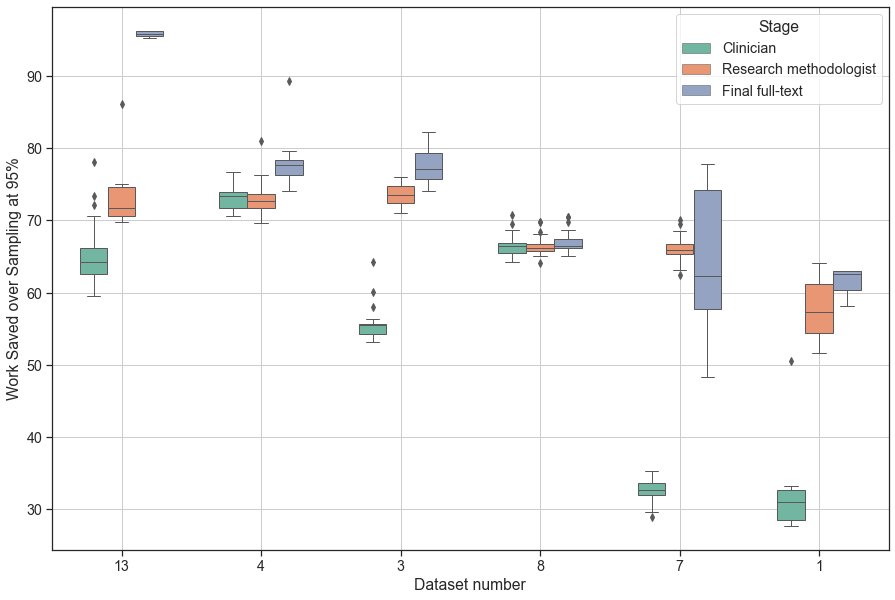 Stage
Clinician
Research methodologist
Final full-text
Work Saved over Sampling at 95%
90
80
70
60
50
40
30
13 4 3 8 7 1
Dataset number